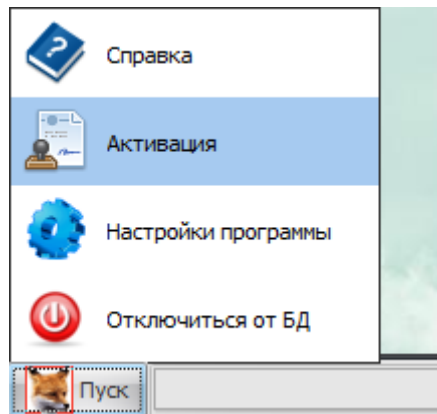 Справка
Активация
Настройки программы
Отключиться от БД
Пуск